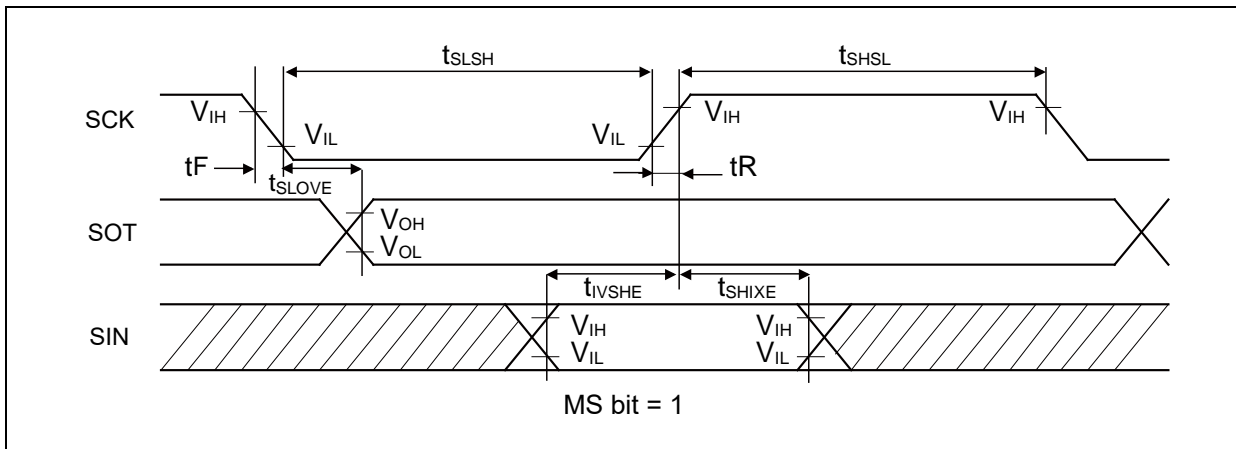 tSLSH tSHSL
SCK VIH VIL VIL VIH VIH
tF tSLOVE tR
SOT VOH
VOL
tIVSHE tSHIXE
SIN VIH VIH
VIL VIL
MS bit = 1